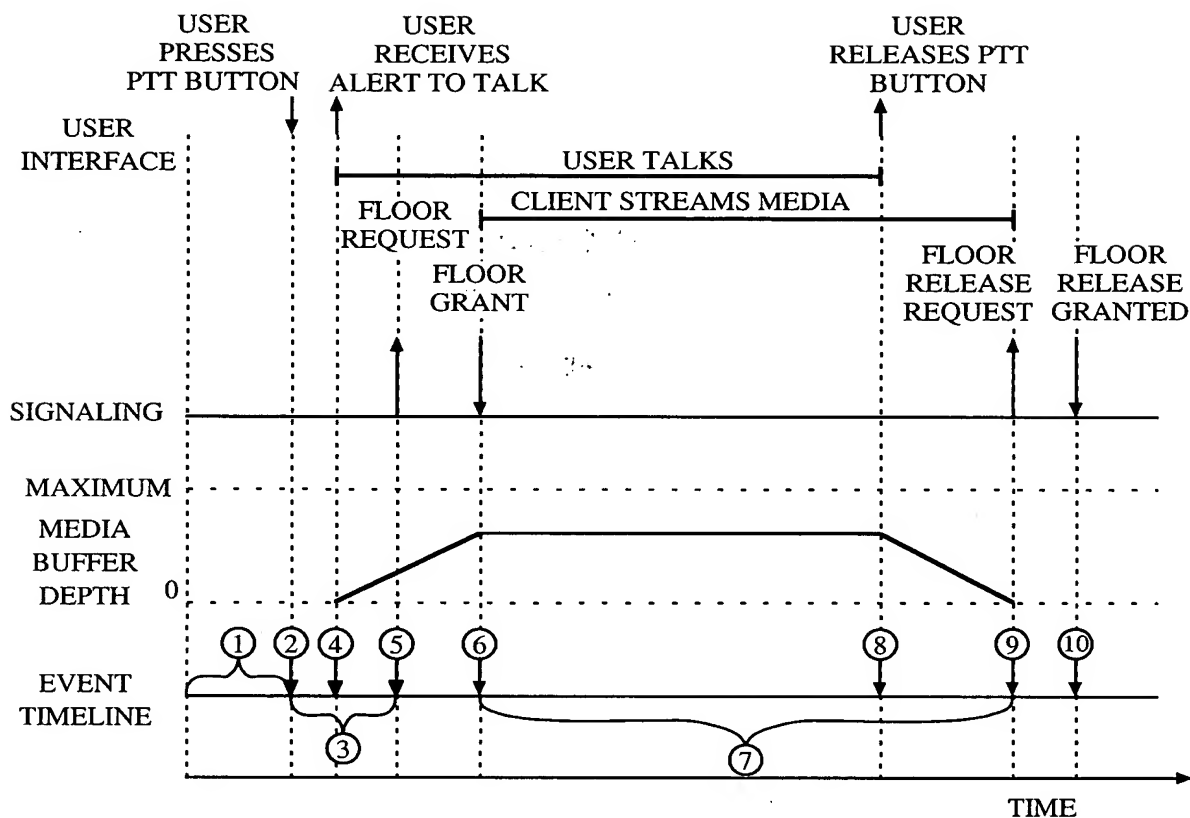 USER
PRESSES
PTT BUTTON
USER
RECEIVES
ALERT TO TALK
USER
RELEASES PTT
BUTTON
USER
INTERFACE
USER TALKS
CLIENT STREAMS MEDIA
FLOOR
REQUEST
FLOOR
GRANT
FLOOR
RELEASE
REQUEST
FLOOR
RELEASE
GRANTED
SIGNALING
MAXIMUM
MEDIA
BUFFER
DEPTH
0
1
2
4
5
6
8
9
10
EVENT
TIMELINE
3
7
TIME